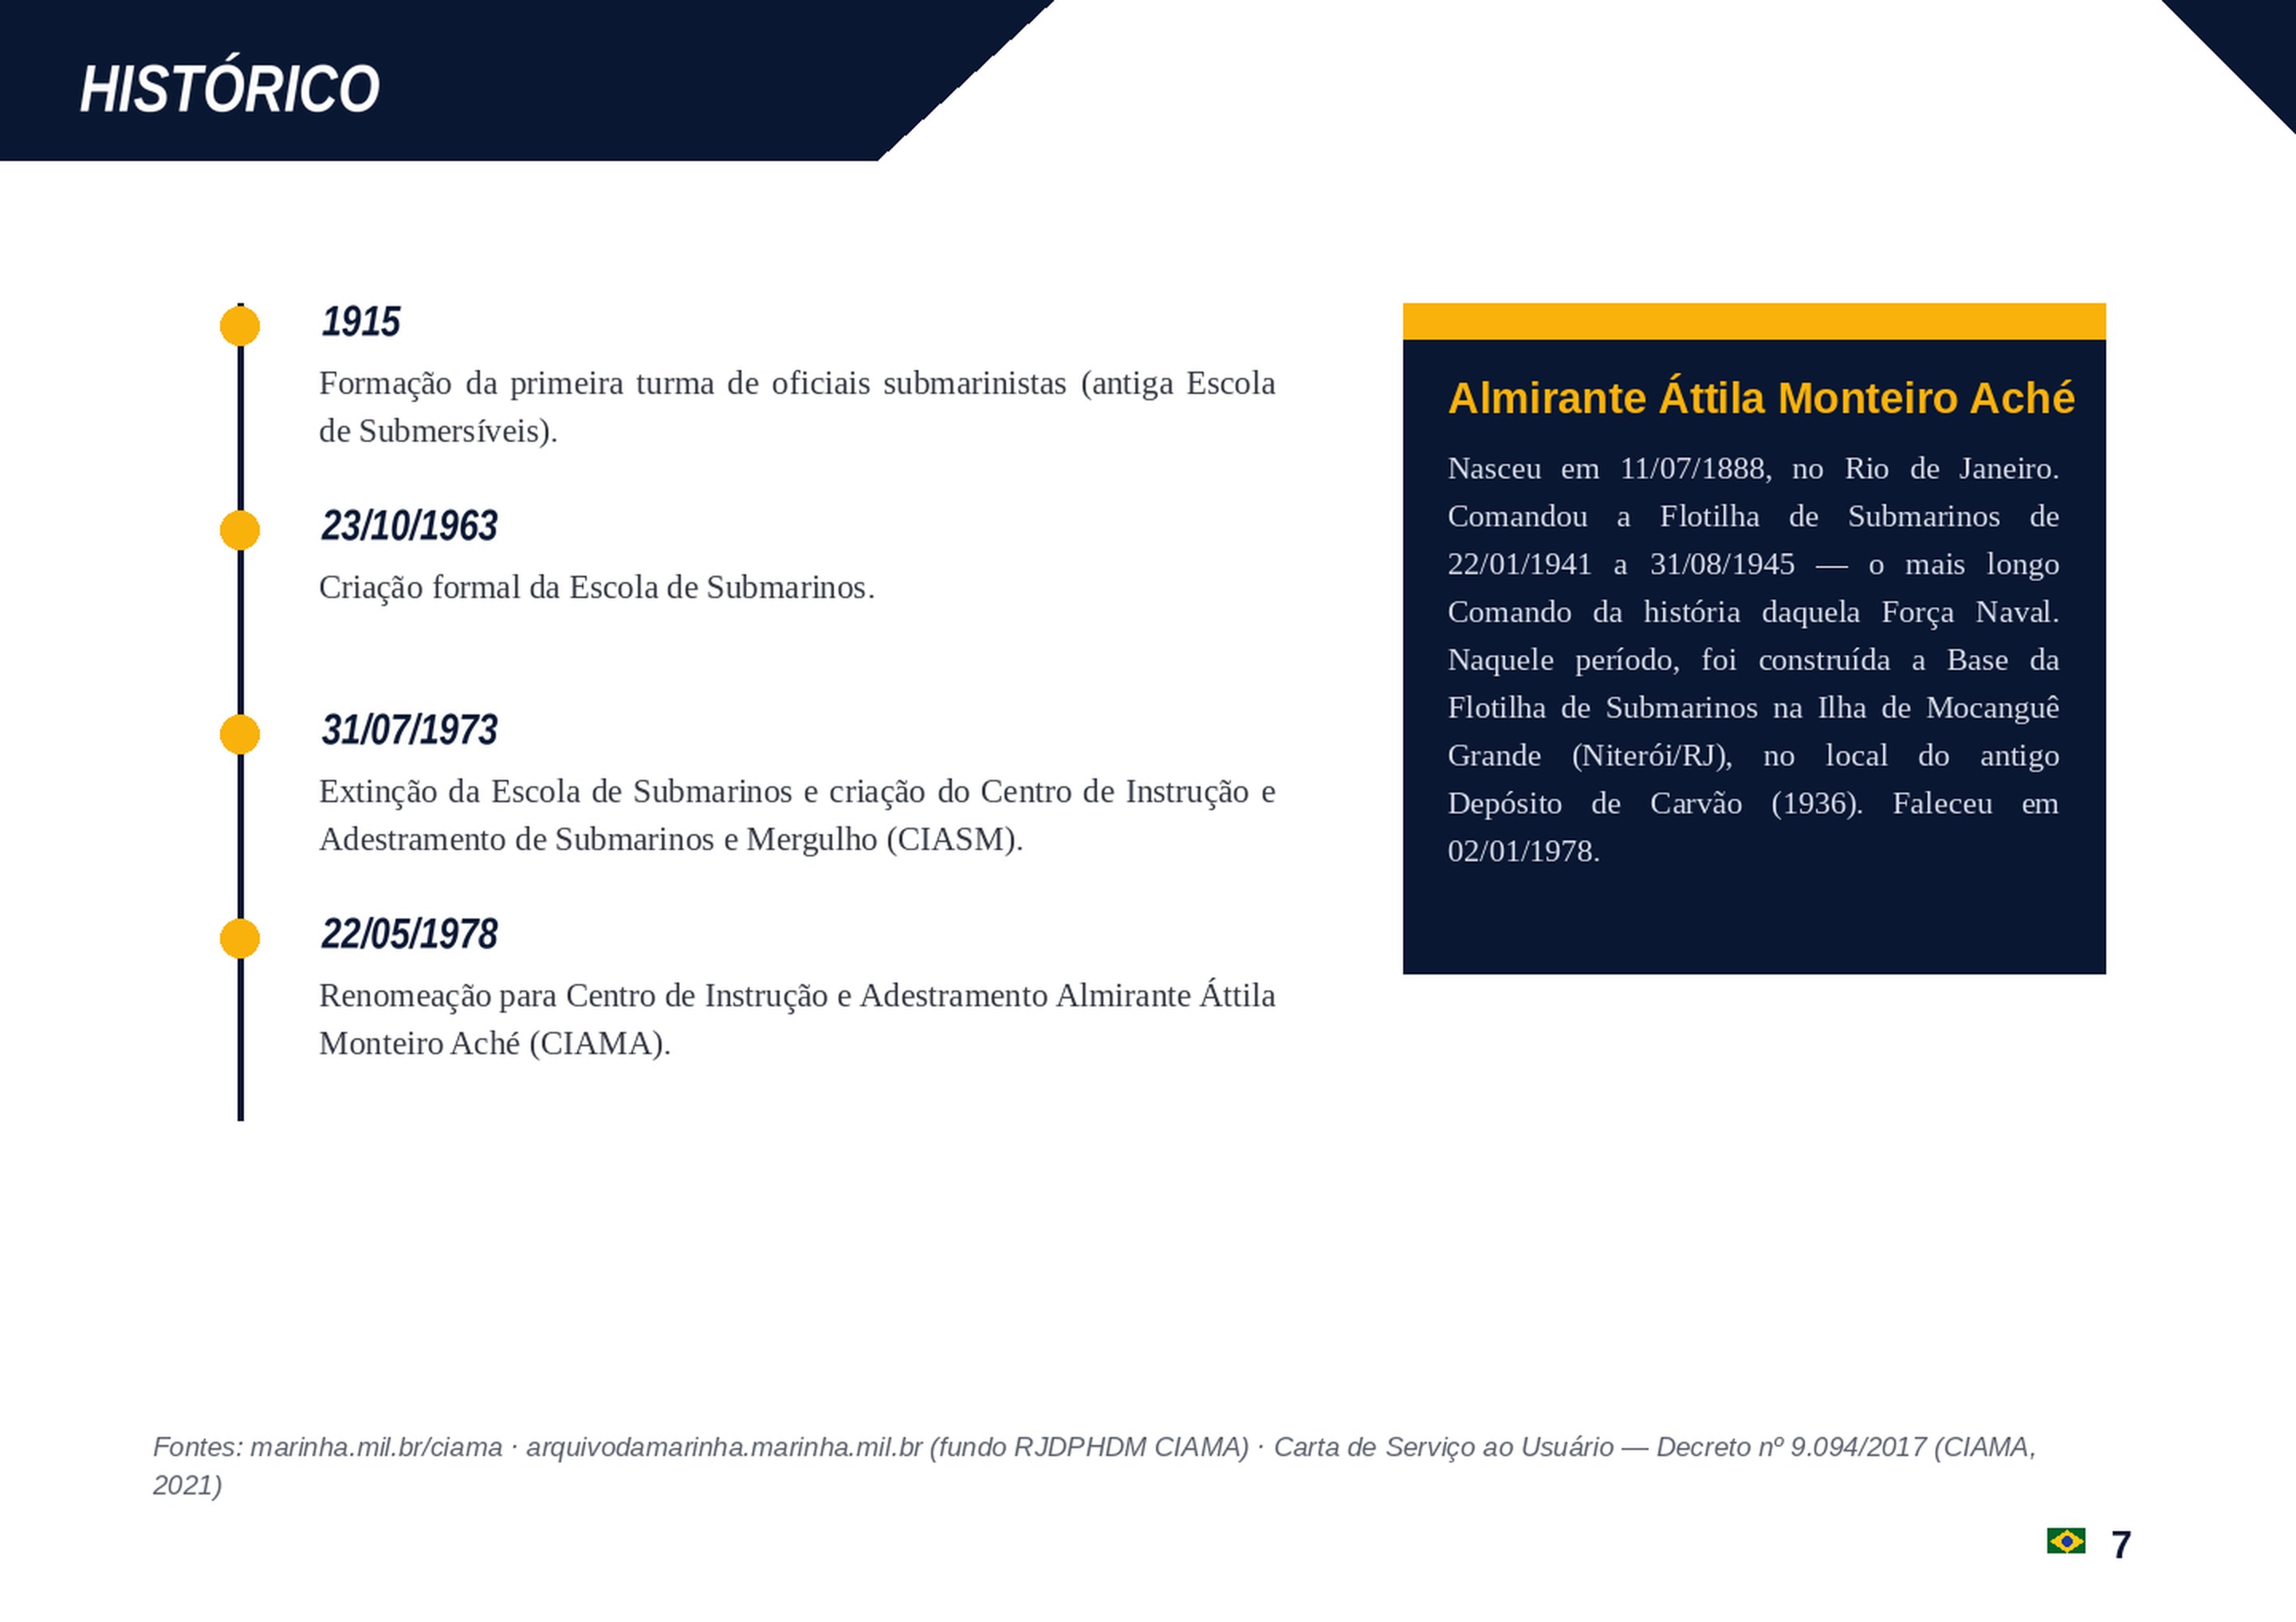 HISTÓRICO
1915
Formação da primeira turma de oficiais submarinistas (antiga Escola
de Submersíveis).
23/10/1963
Criação formal da Escola de Submarinos.
31/07/1973
Extinção da Escola de Submarinos e criação do Centro de Instrução e
Adestramento de Submarinos e Mergulho (CIASM).
22/05/1978
Renomeação para Centro de Instrução e Adestramento Almirante Áttila
Monteiro Aché (CIAMA).
Almirante Áttila Monteiro Aché
Nasceu em 11/07/1888, no Rio de Janeiro.
Comandou a Flotilha de Submarinos de
22/01/1941 a 31/08/1945 — o mais longo
Comando da história daquela Força Naval.
Naquele período, foi construída a Base da
Flotilha de Submarinos na Ilha de Mocanguê
Grande (Niterói/RJ), no local do antigo
Depósito de Carvão (1936). Faleceu em
02/01/1978.
Fontes: marinha.mil.br/ciama · arquivodamarinha.marinha.mil.br (fundo RJDPHDM CIAMA) · Carta de Serviço ao Usuário — Decreto nº 9.094/2017 (CIAMA,
2021)
7